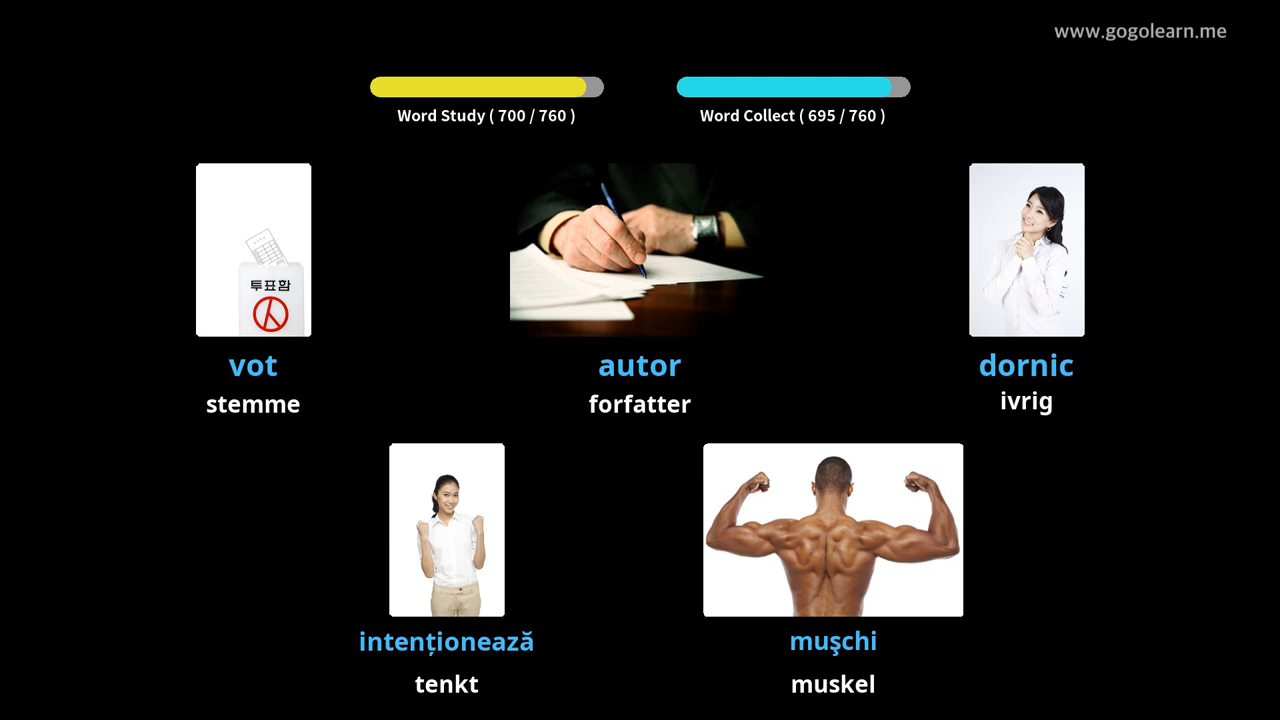 www.gogolearn.me
Word Study ( 700 / 760 )
Word Collect ( 695 / 760 )
투표함
vot
autor
dornic
stemme
forfatter
ivrig
intenționează
muşchi
tenkt
muskel